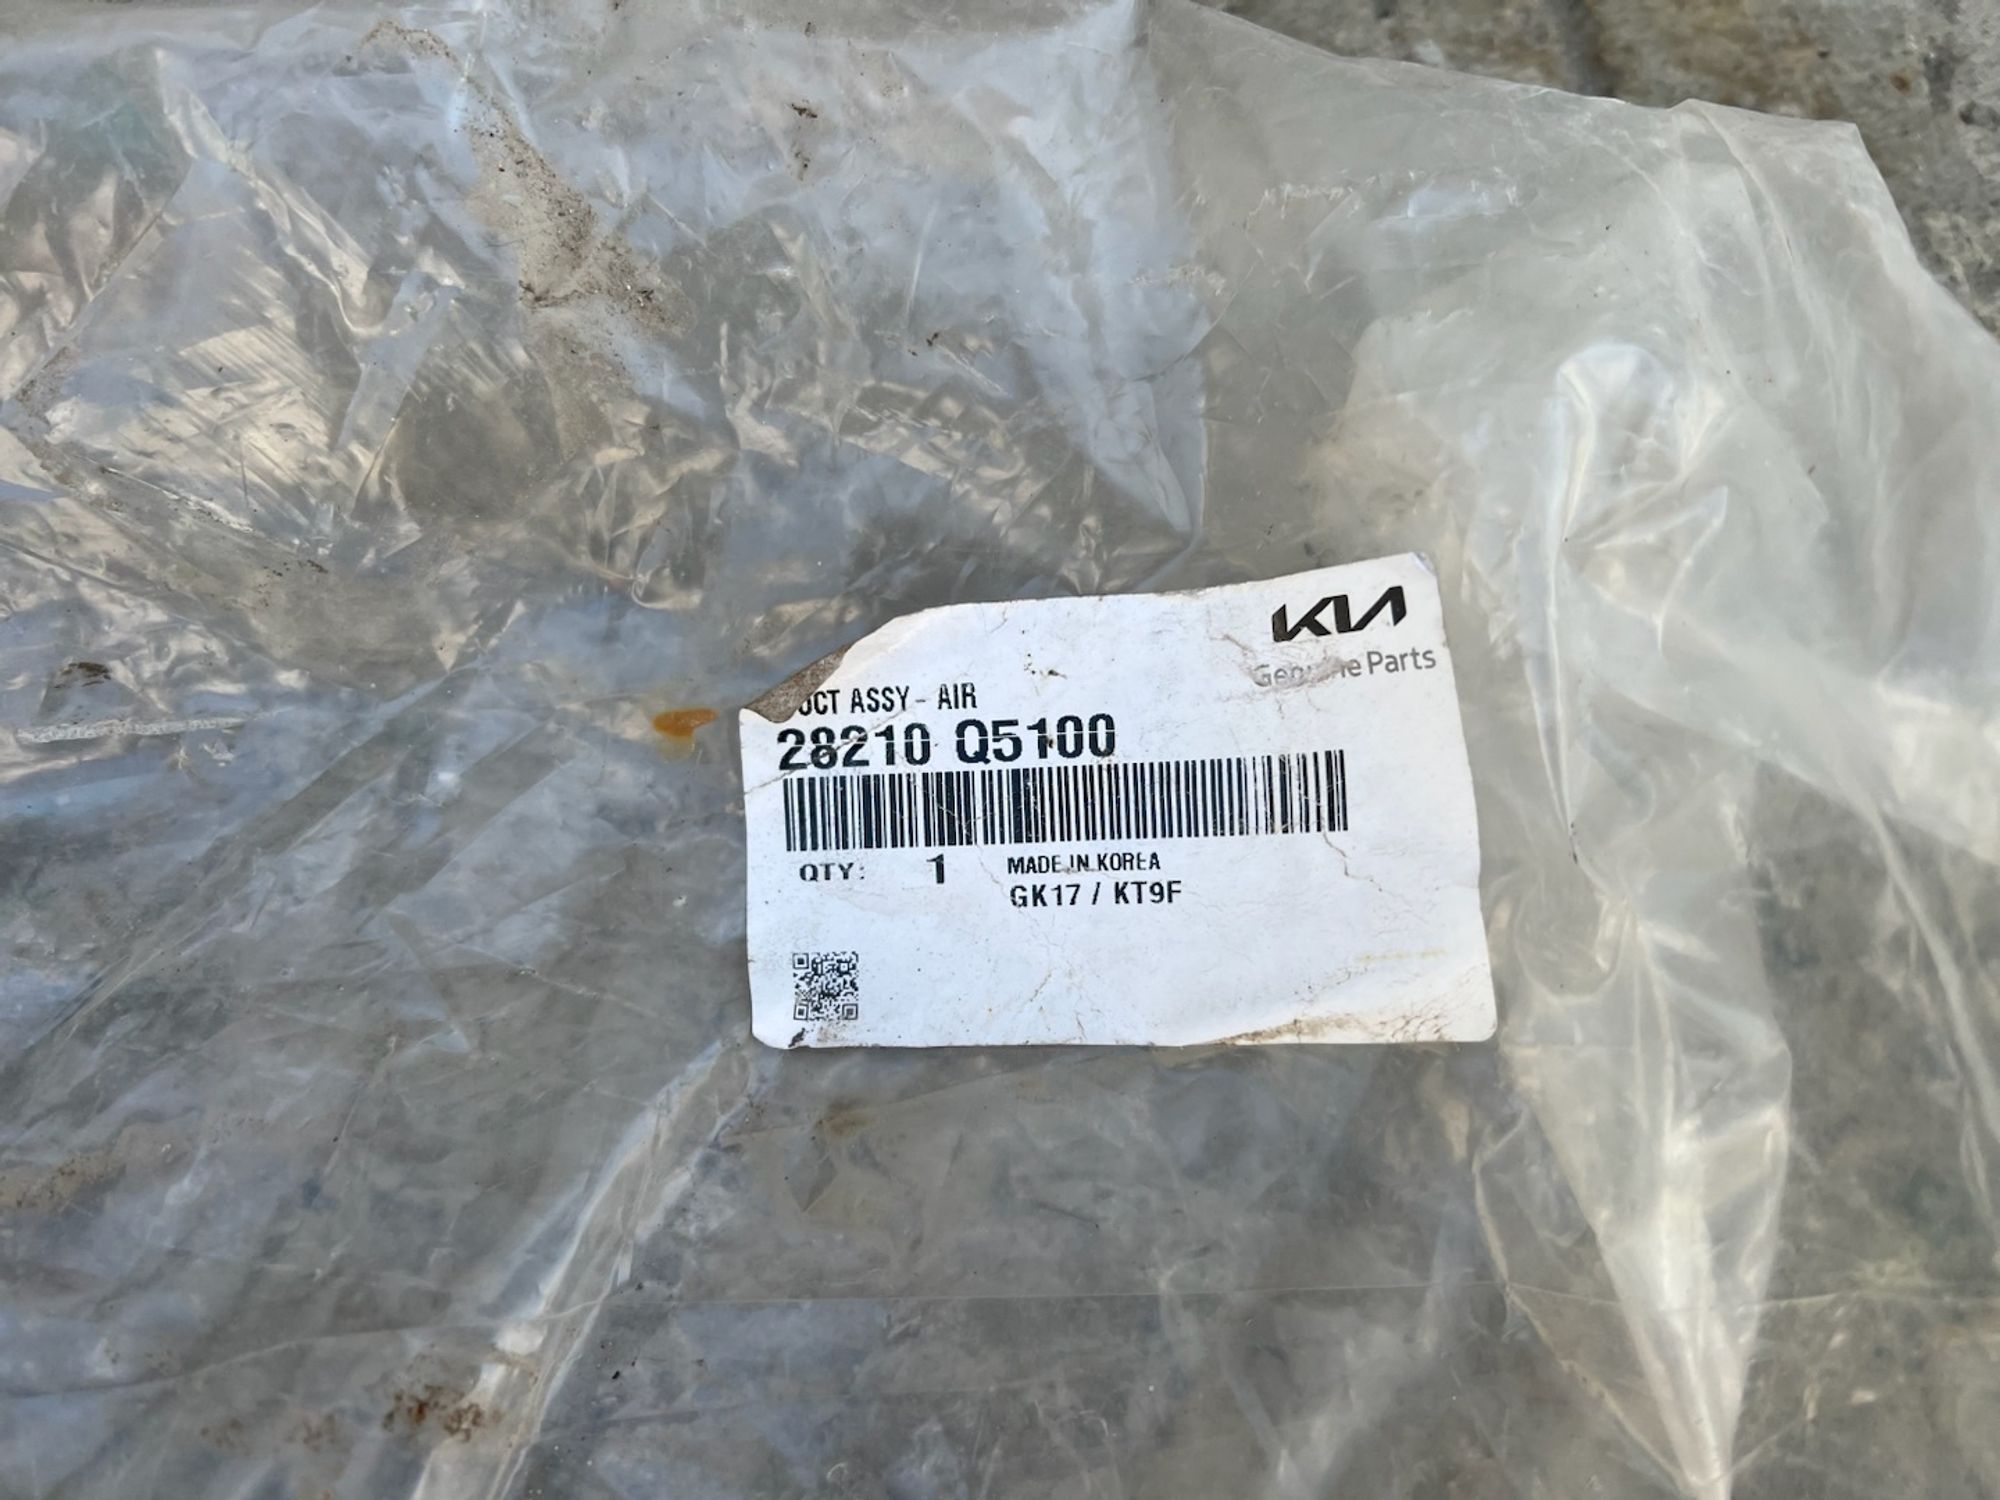 KIA
Genuine Parts
DUCT ASSY - AIR
28210 Q5100
QTY: 1 MADE IN KOREA
GK17 / KT9F